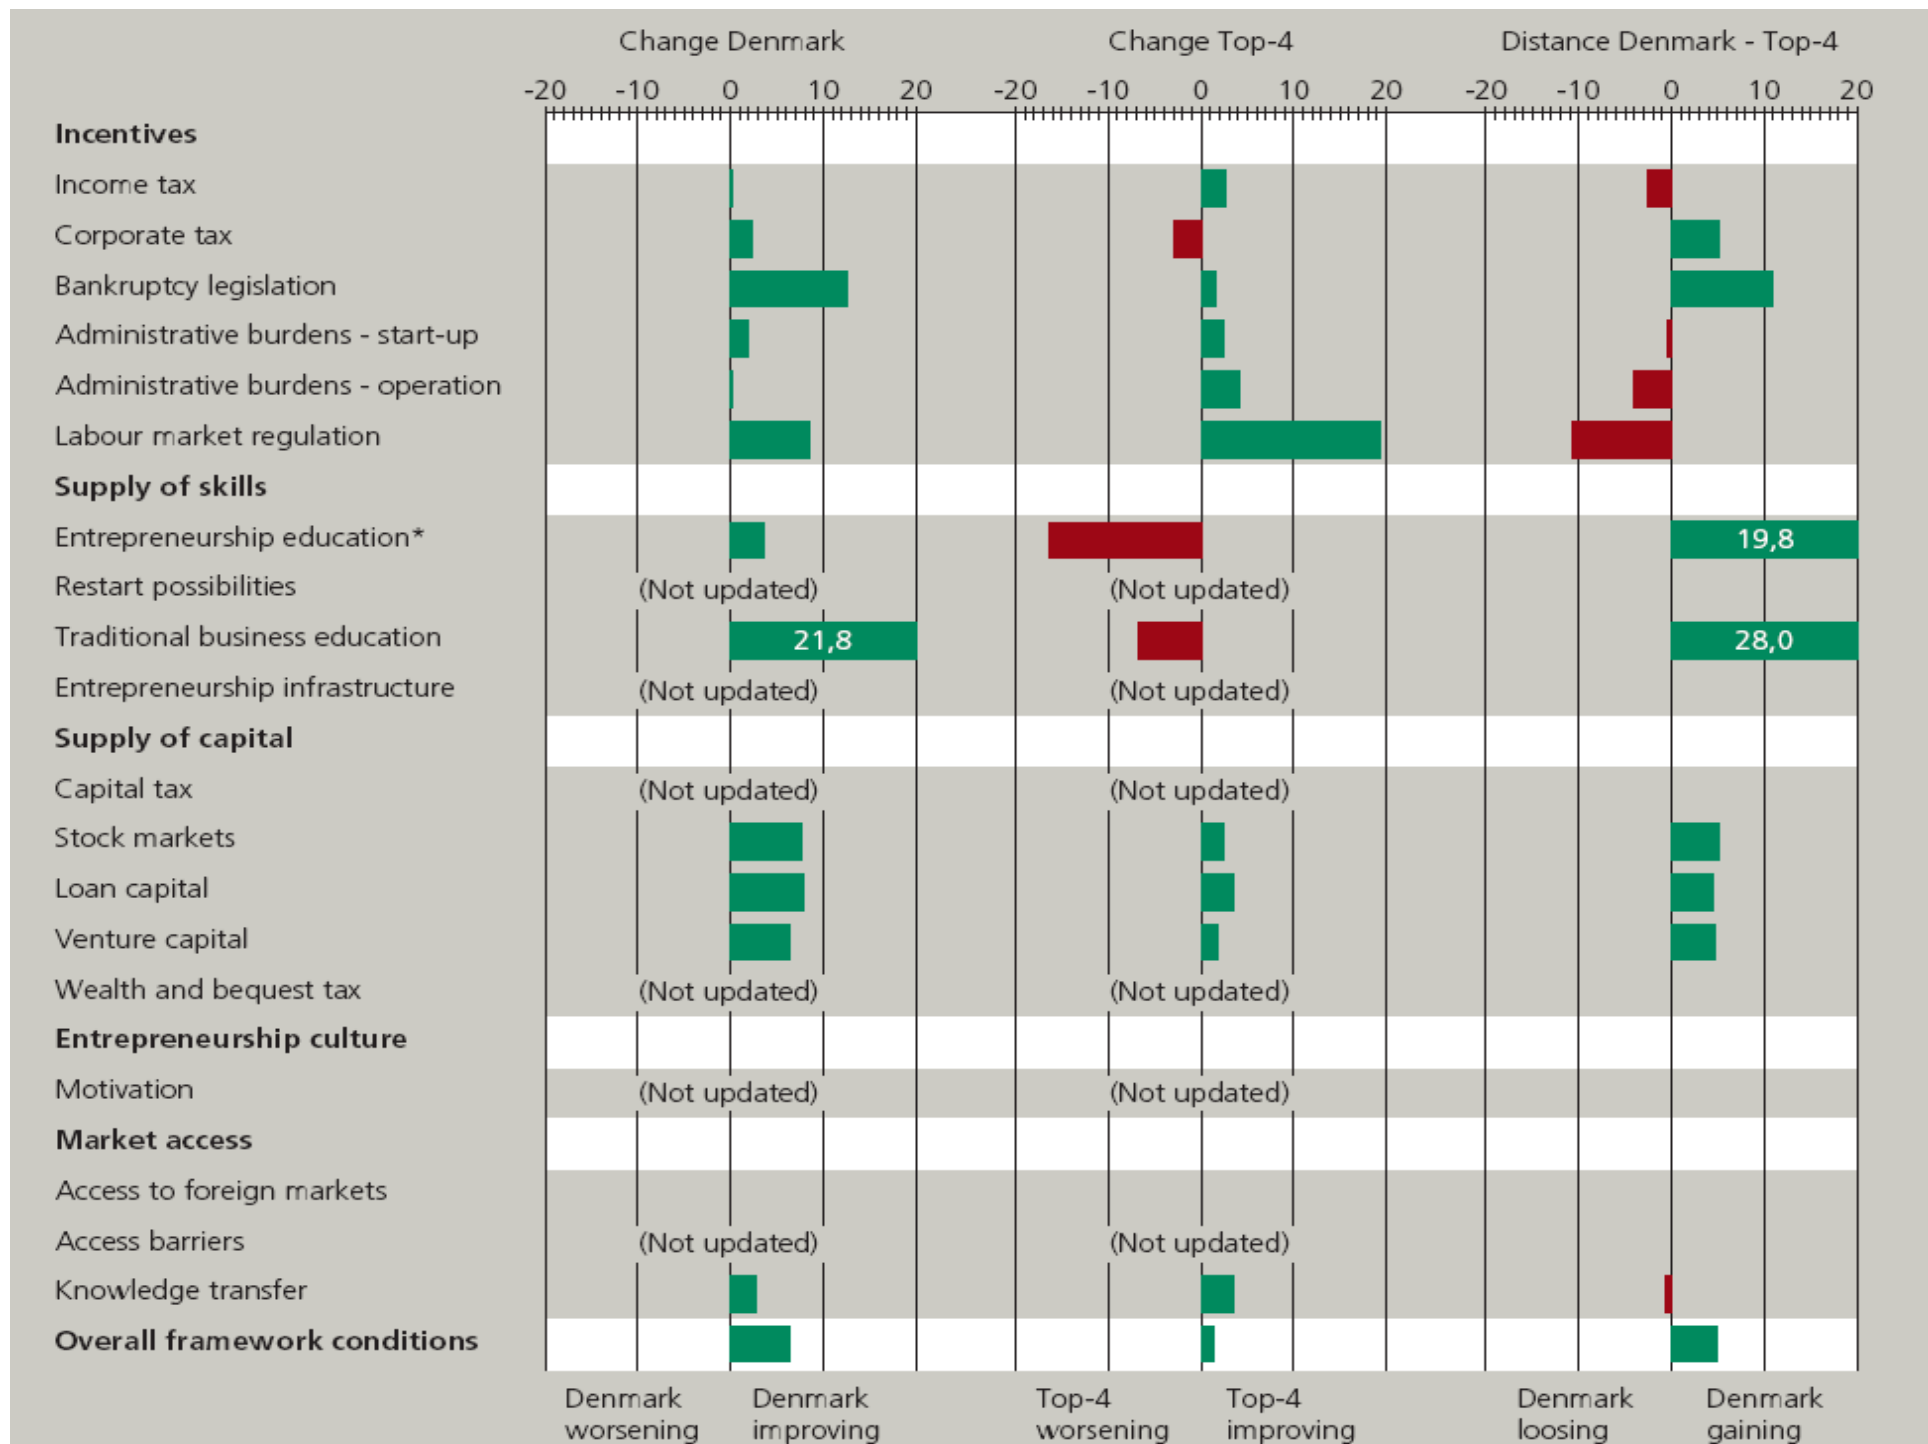 Change Denmark Change Top-4 Distance Denmark - Top-4
-20 -10 0 10 20 -20 -10 0 10 20 -20 -10 0 10 20
Incentives
Income tax
Corporate tax
Bankruptcy legislation
Administrative burdens - start-up
Administrative burdens - operation
Labour market regulation
Supply of skills
Entrepreneurship education* 19,8
Restart possibilities (Not updated) (Not updated)
Traditional business education 21,8 28,0
Entrepreneurship infrastructure (Not updated) (Not updated)
Supply of capital
Capital tax (Not updated) (Not updated)
Stock markets
Loan capital
Venture capital
Wealth and bequest tax (Not updated) (Not updated)
Entrepreneurship culture
Motivation (Not updated) (Not updated)
Market access
Access to foreign markets
Access barriers (Not updated) (Not updated)
Knowledge transfer
Overall framework conditions
Denmark Denmark Top-4 Top-4 Denmark Denmark
worsening improving worsening improving loosing gaining